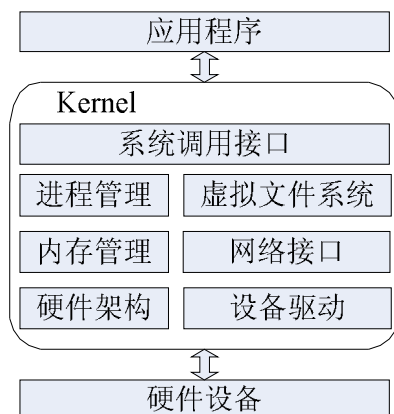 应用程序
Kernel
系统调用接口
进程管理 虚拟文件系统
内存管理 网络接口
硬件架构 设备驱动
硬件设备